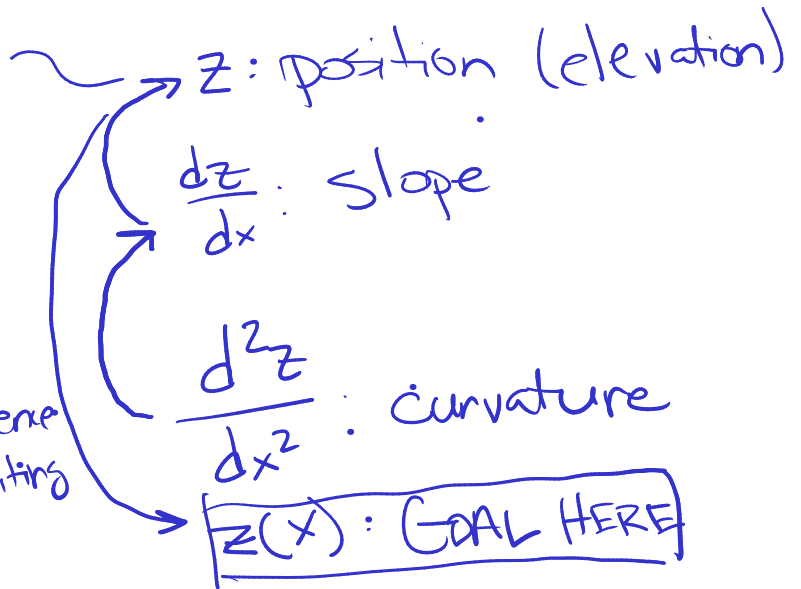 z: position (elevation)
dz/dx: slope
d²z/dx²: curvature
z(x): GOAL HERE